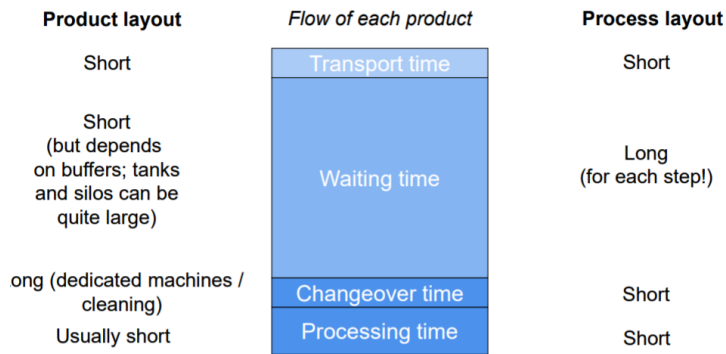 Product layout
Flow of each product
Process layout
Short
Transport time
Short
Short
(but depends
on buffers; tanks
and silos can be
quite large)
Waiting time
Long
(for each step!)
ong (dedicated machines /
cleaning)
Changeover time
Short
Usually short
Processing time
Short